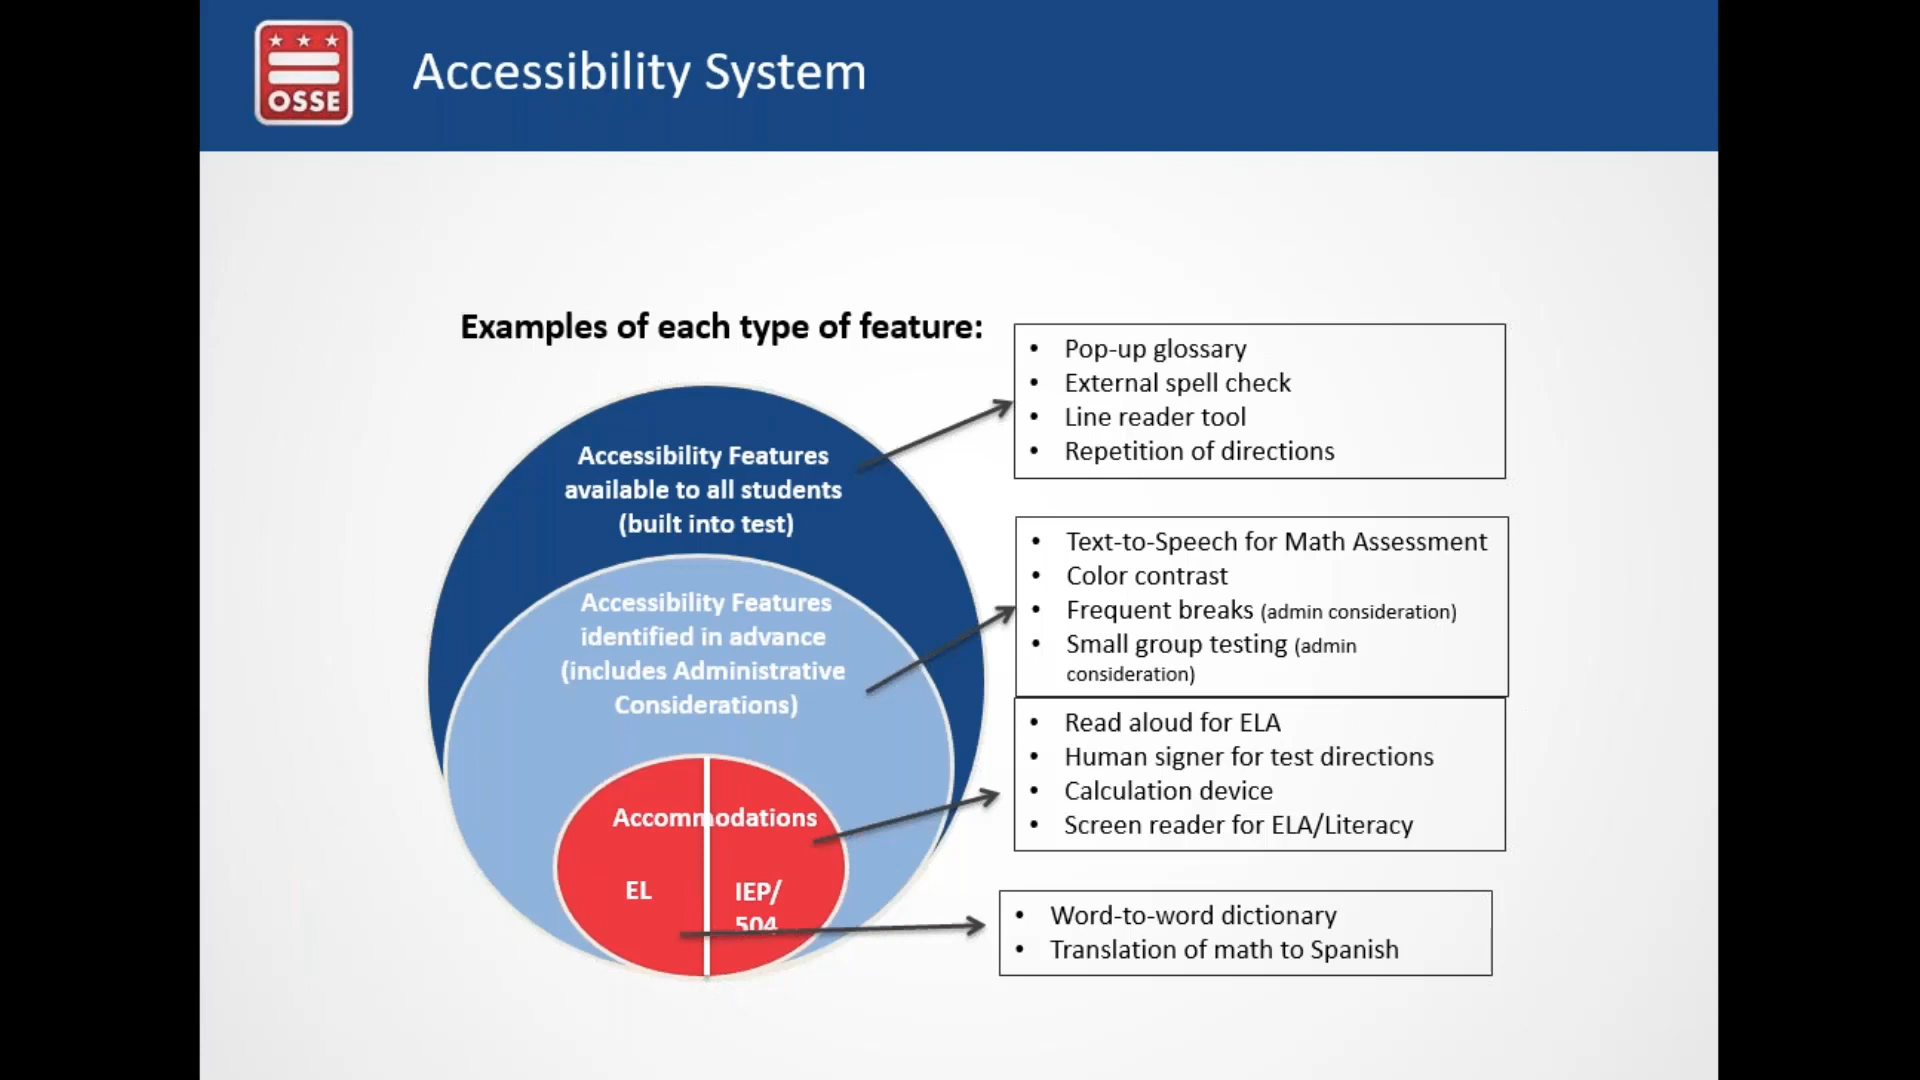 OSSE
Accessibility System
Examples of each type of feature:
Accessibility Features
available to all students
(built into test)
Accessibility Features
identified in advance
(includes Administrative
Considerations)
Accommodations
EL
IEP/
504
• Pop-up glossary
• External spell check
• Line reader tool
• Repetition of directions
• Text-to-Speech for Math Assessment
• Color contrast
• Frequent breaks (admin consideration)
• Small group testing (admin
consideration)
• Read aloud for ELA
• Human signer for test directions
• Calculation device
• Screen reader for ELA/Literacy
• Word-to-word dictionary
• Translation of math to Spanish